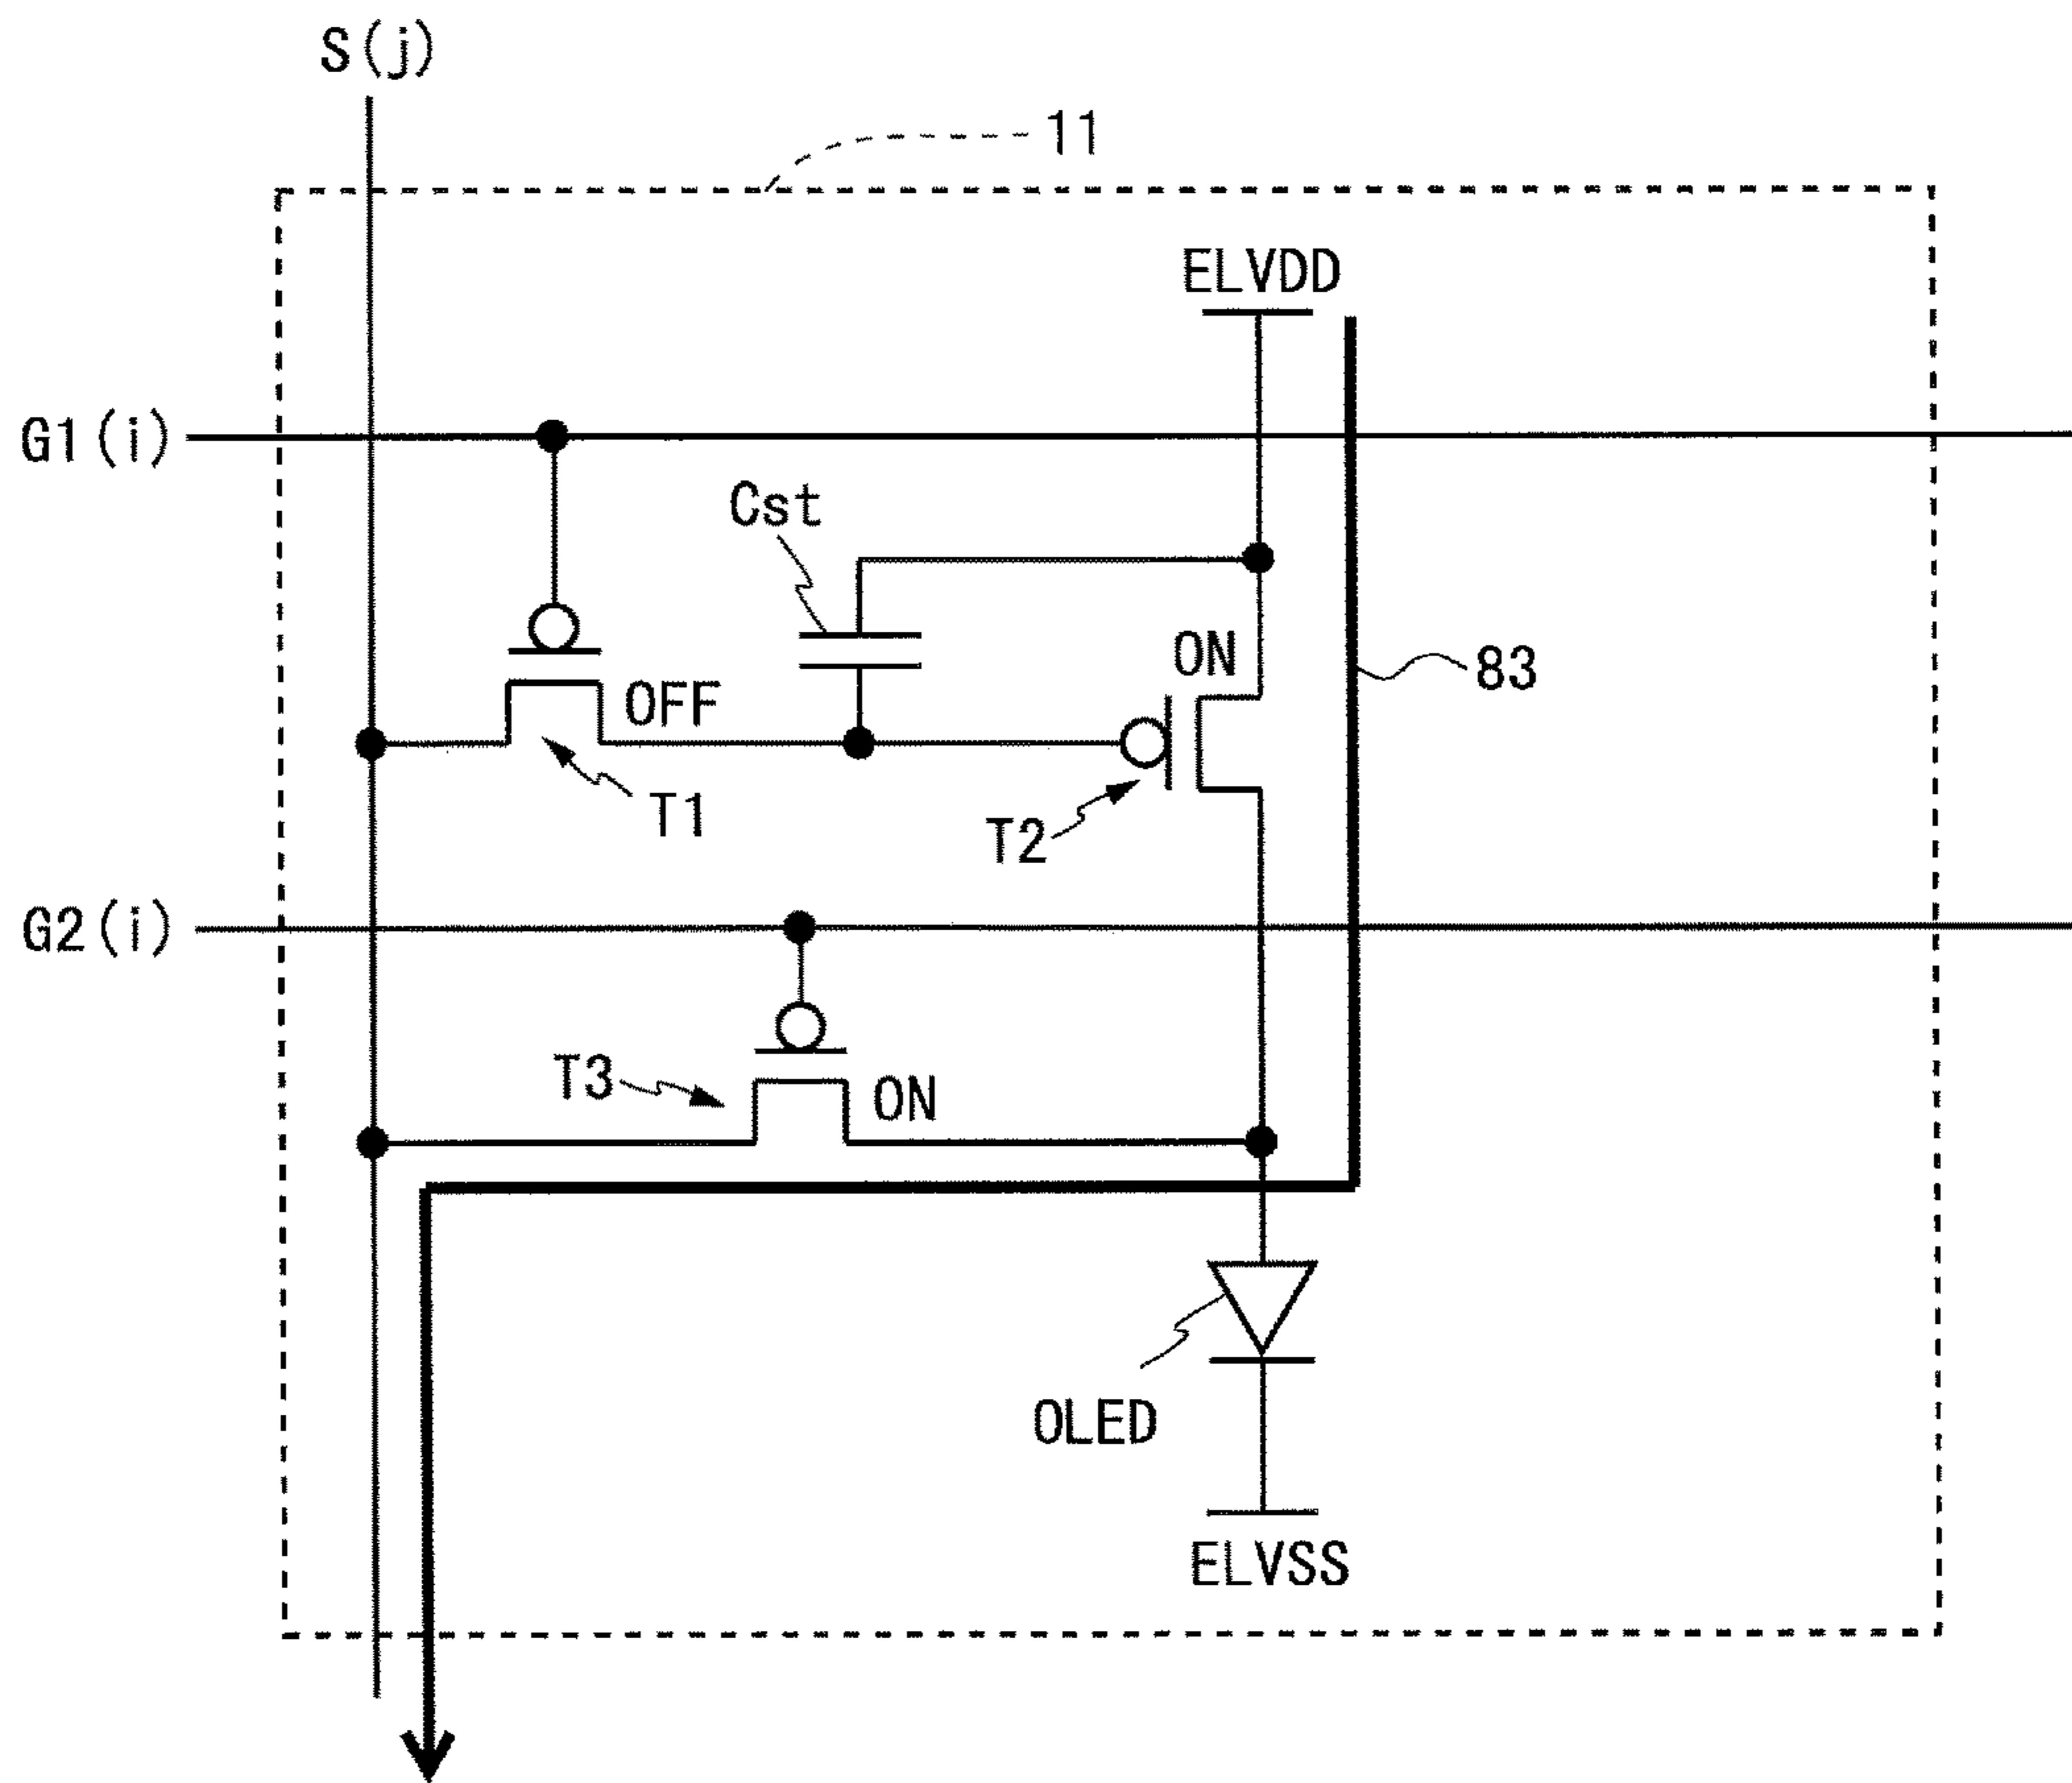 S(j)
11
ELVDD
G1(i)
Cst
ON
83
OFF
T1
T2
G2(i)
T3
ON
OLED
ELVSS